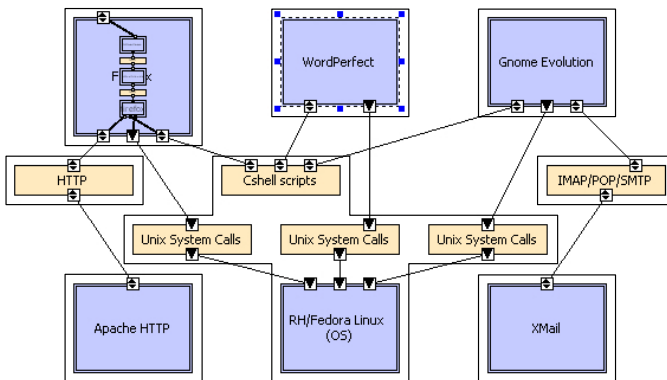 WordPerfect
Gnome Evolution
HTTP
Cshell scripts
IMAP/POP/SMTP
Unix System Calls
Unix System Calls
Unix System Calls
Apache HTTP
RH/Fedora Linux
(OS)
XMail